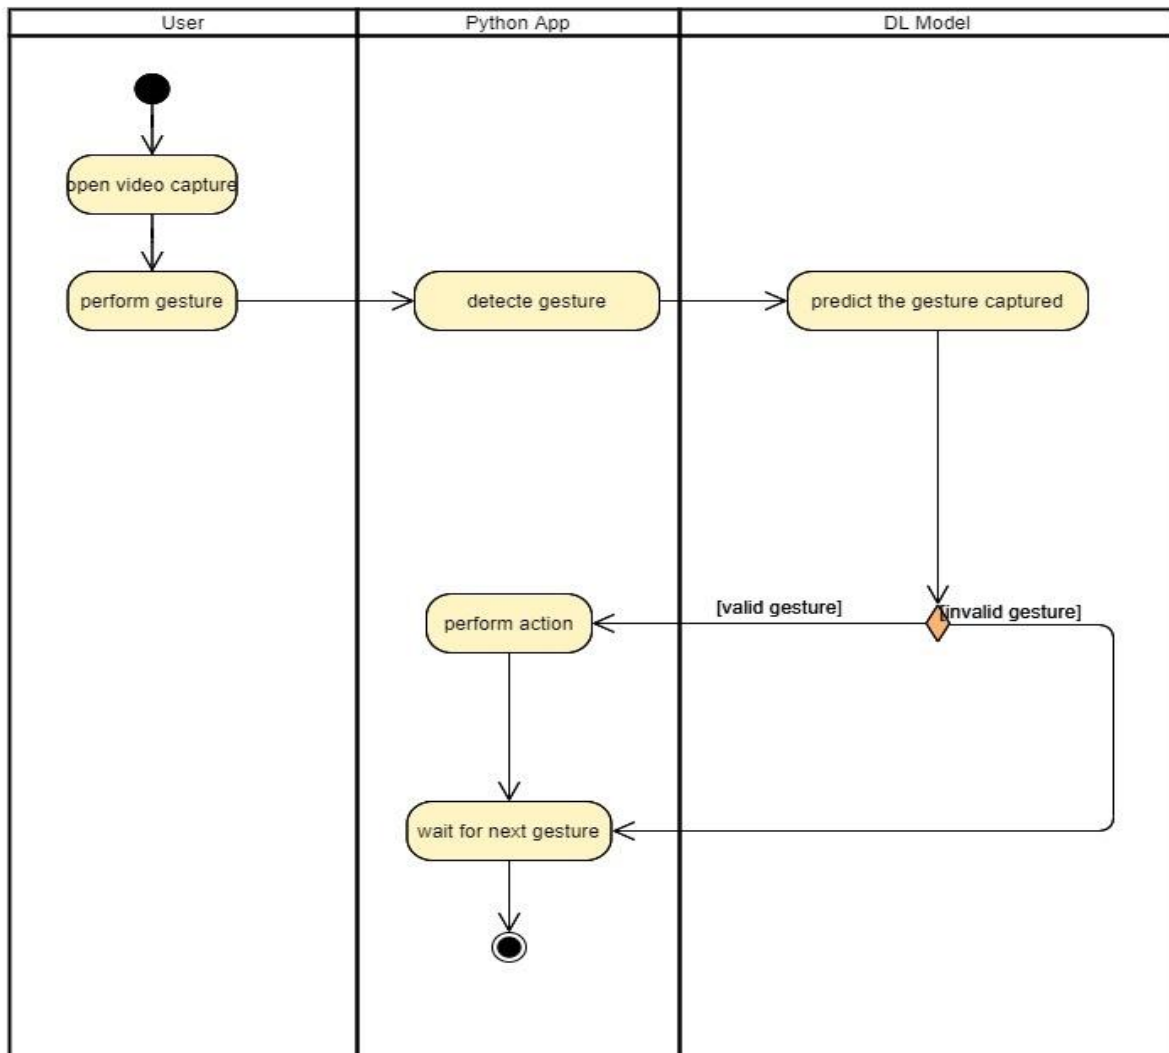 User
Python App
DL Model
open video capture
perform gesture
detecte gesture
predict the gesture captured
[valid gesture]
[invalid gesture]
perform action
wait for next gesture